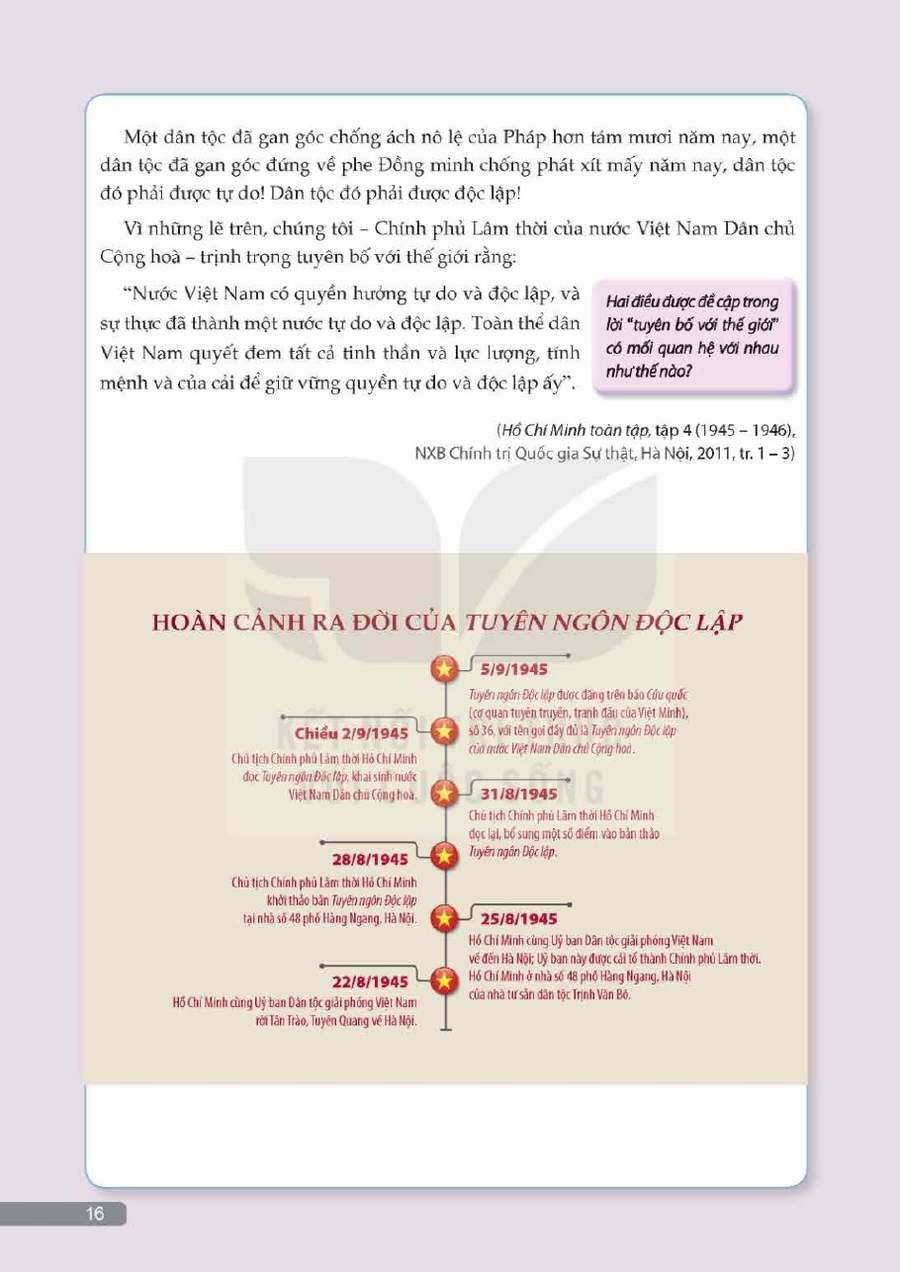 Một dân tộc đã gan góc chống ách nô lệ của Pháp hơn tám mươi năm nay, một
dân tộc đã gan góc đứng về phe Đồng minh chống phát xít mấy năm nay, dân tộc
đó phải được tự do! Dân tộc đó phải được độc lập!
Vì những lẽ trên, chúng tôi – Chính phủ Lâm thời của nước Việt Nam Dân chủ
Cộng hoà – trịnh trọng tuyên bố với thế giới rằng:
“Nước Việt Nam có quyền hưởng tự do và độc lập, và
sự thực đã thành một nước tự do và độc lập. Toàn thể dân
Việt Nam quyết đem tất cả tinh thần và lực lượng, tính
mệnh và của cải để giữ vững quyền tự do và độc lập ấy”.
Hai điều được đề cập trong
lời “tuyên bố với thế giới”
có mối quan hệ với nhau
như thế nào?
(Hồ Chí Minh toàn tập, tập 4 (1945 – 1946),
NXB Chính trị Quốc gia Sự thật, Hà Nội, 2011, tr. 1 – 3)
HOÀN CẢNH RA ĐỜI CỦA TUYÊN NGÔN ĐỘC LẬP
5/9/1945
Tuyên ngôn Độc lập được đăng trên báo Cứu quốc
(cơ quan tuyên truyền, tranh đấu của Việt Minh),
số 36, với tên gọi đầy đủ là Tuyên ngôn Độc lập
của nước Việt Nam Dân chủ Cộng hoà.
Chiều 2/9/1945
Chủ tịch Chính phủ Lâm thời Hồ Chí Minh
đọc Tuyên ngôn Độc lập, khai sinh nước
Việt Nam Dân chủ Cộng hoà.
31/8/1945
Chủ tịch Chính phủ Lâm thời Hồ Chí Minh
đọc lại, bổ sung một số điểm vào bản thảo
Tuyên ngôn Độc lập.
28/8/1945
Chủ tịch Chính phủ Lâm thời Hồ Chí Minh
khởi thảo bản Tuyên ngôn Độc lập
tại nhà số 48 phố Hàng Ngang, Hà Nội.
25/8/1945
Hồ Chí Minh cùng Uỷ ban Dân tộc giải phóng Việt Nam
về đến Hà Nội; Uỷ ban này được cải tổ thành Chính phủ Lâm thời.
Hồ Chí Minh ở nhà số 48 phố Hàng Ngang, Hà Nội
của nhà tư sản dân tộc Trịnh Văn Bô.
22/8/1945
Hồ Chí Minh cùng Uỷ ban Dân tộc giải phóng Việt Nam
rời Tân Trào, Tuyên Quang về Hà Nội.
KẾT NỐI TRI THỨC
CUỘC SỐNG
16